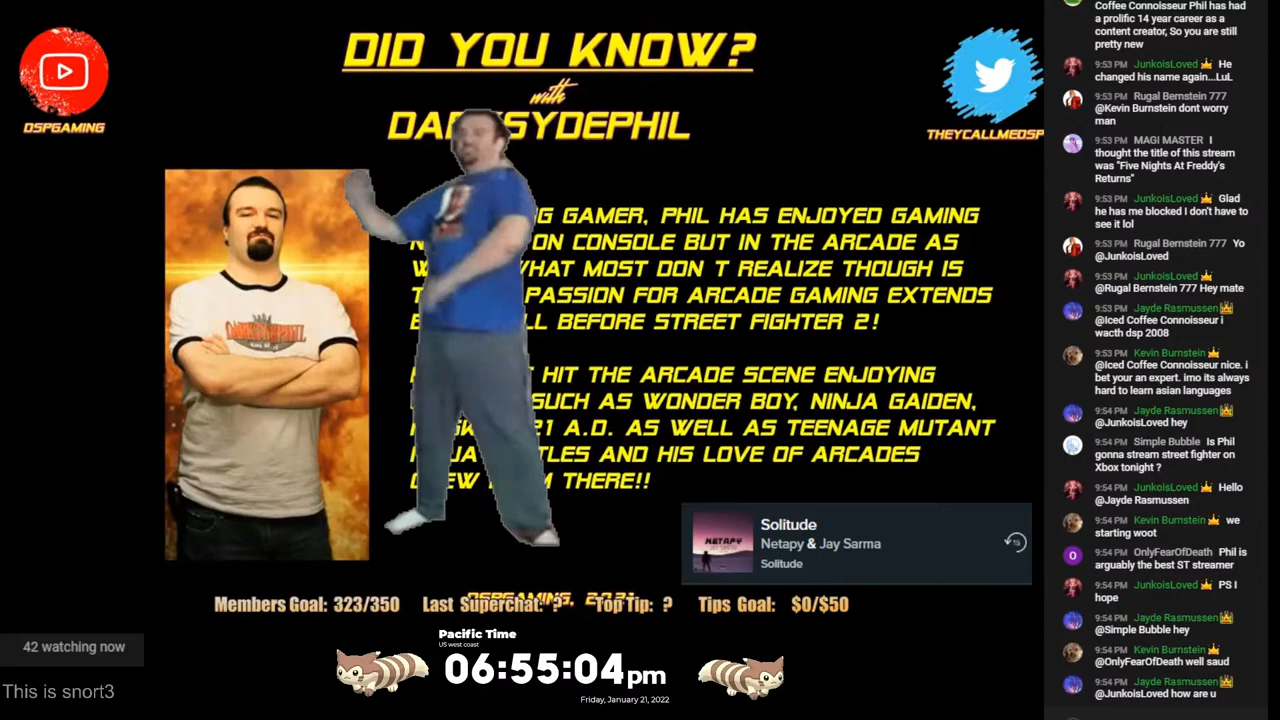 DID YOU KNOW?
with
DSPGAMING
THEYCALLMEDSP
GAMER, PHIL HAS ENJOYED GAMING
ON CONSOLE BUT IN THE ARCADE AS
WHAT MOST DON T REALIZE THOUGH IS
PASSION FOR ARCADE GAMING EXTENDS
BEFORE STREET FIGHTER 2!
HIT THE ARCADE SCENE ENJOYING
SUCH AS WONDER BOY, NINJA GAIDEN,
A.D. AS WELL AS TEENAGE MUTANT
AND HIS LOVE OF ARCADES
THERE!!
Solitude
Netapy & Jay Sarma
Solitude
NETAPY
15
Members Goal: 323/350 Last Superchat: ? Top Tip: ? Tips Goal: $0/$50
Pacific Time
US west coast
06:55:04pm
Friday, January 21, 2022
42 watching now
This is snort3
Coffee Connoisseur Phil has had
a prolific 14 year career as a
content creator, So you are still
pretty new
9:53 PM JunkoisLoved He
changed his name again...LuL
9:53 PM Rugal Bernstein 777
@Kevin Burnstein dont worry
man
9:53 PM MAGI MASTER I
thought the title of this stream
was "Five Nights At Freddy's
Returns"
9:53 PM JunkoisLoved Glad
he has me blocked I don't have to
see it lol
9:53 PM Rugal Bernstein 777 Yo
@JunkoisLoved
9:53 PM JunkoisLoved
@Rugal Bernstein 777 Hey mate
9:53 PM Jayde Rasmussen
@Iced Coffee Connoisseur i
wacth dsp 2008
9:53 PM Kevin Burnstein
@Iced Coffee Connoisseur nice. i
bet your an expert. imo its always
hard to learn asian languages
9:54 PM Jayde Rasmussen
@JunkoisLoved hey
9:54 PM Simple Bubble Is Phil
gonna stream street fighter on
Xbox tonight ?
9:54 PM JunkoisLoved Hello
@Jayde Rasmussen
9:54 PM Kevin Burnstein we
starting woot
9:54 PM OnlyFearOfDeath Phil is
arguably the best ST streamer
9:54 PM JunkoisLoved PS I
hope
9:54 PM Jayde Rasmussen
@Simple Bubble hey
9:54 PM Kevin Burnstein
@OnlyFearOfDeath well saud
9:54 PM Jayde Rasmussen
@JunkoisLoved how are u